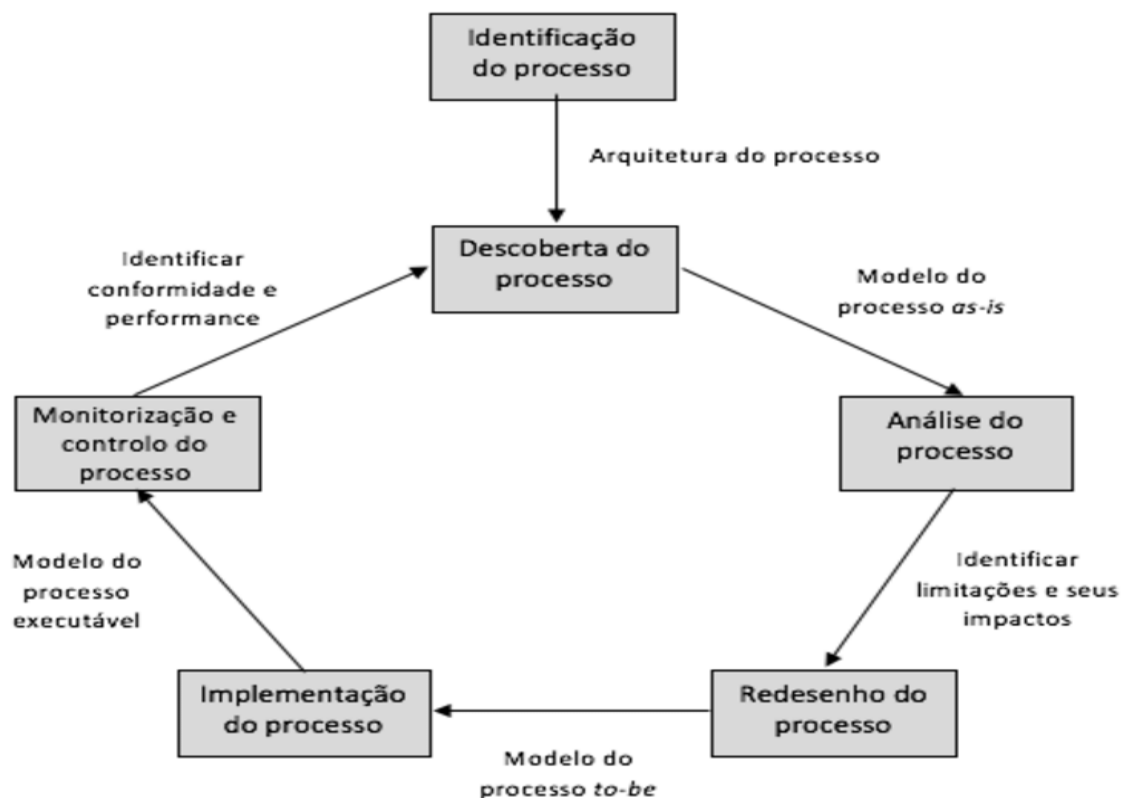 Identificação
do processo
Arquitetura do processo
Descoberta do
processo
Identificar
conformidade e
performance
Modelo do
processo as-is
Monitorização e
controlo do
processo
Análise do
processo
Modelo do
processo
executável
Identificar
limitações e seus
impactos
Implementação
do processo
Redesenho do
processo
Modelo do
processo to-be